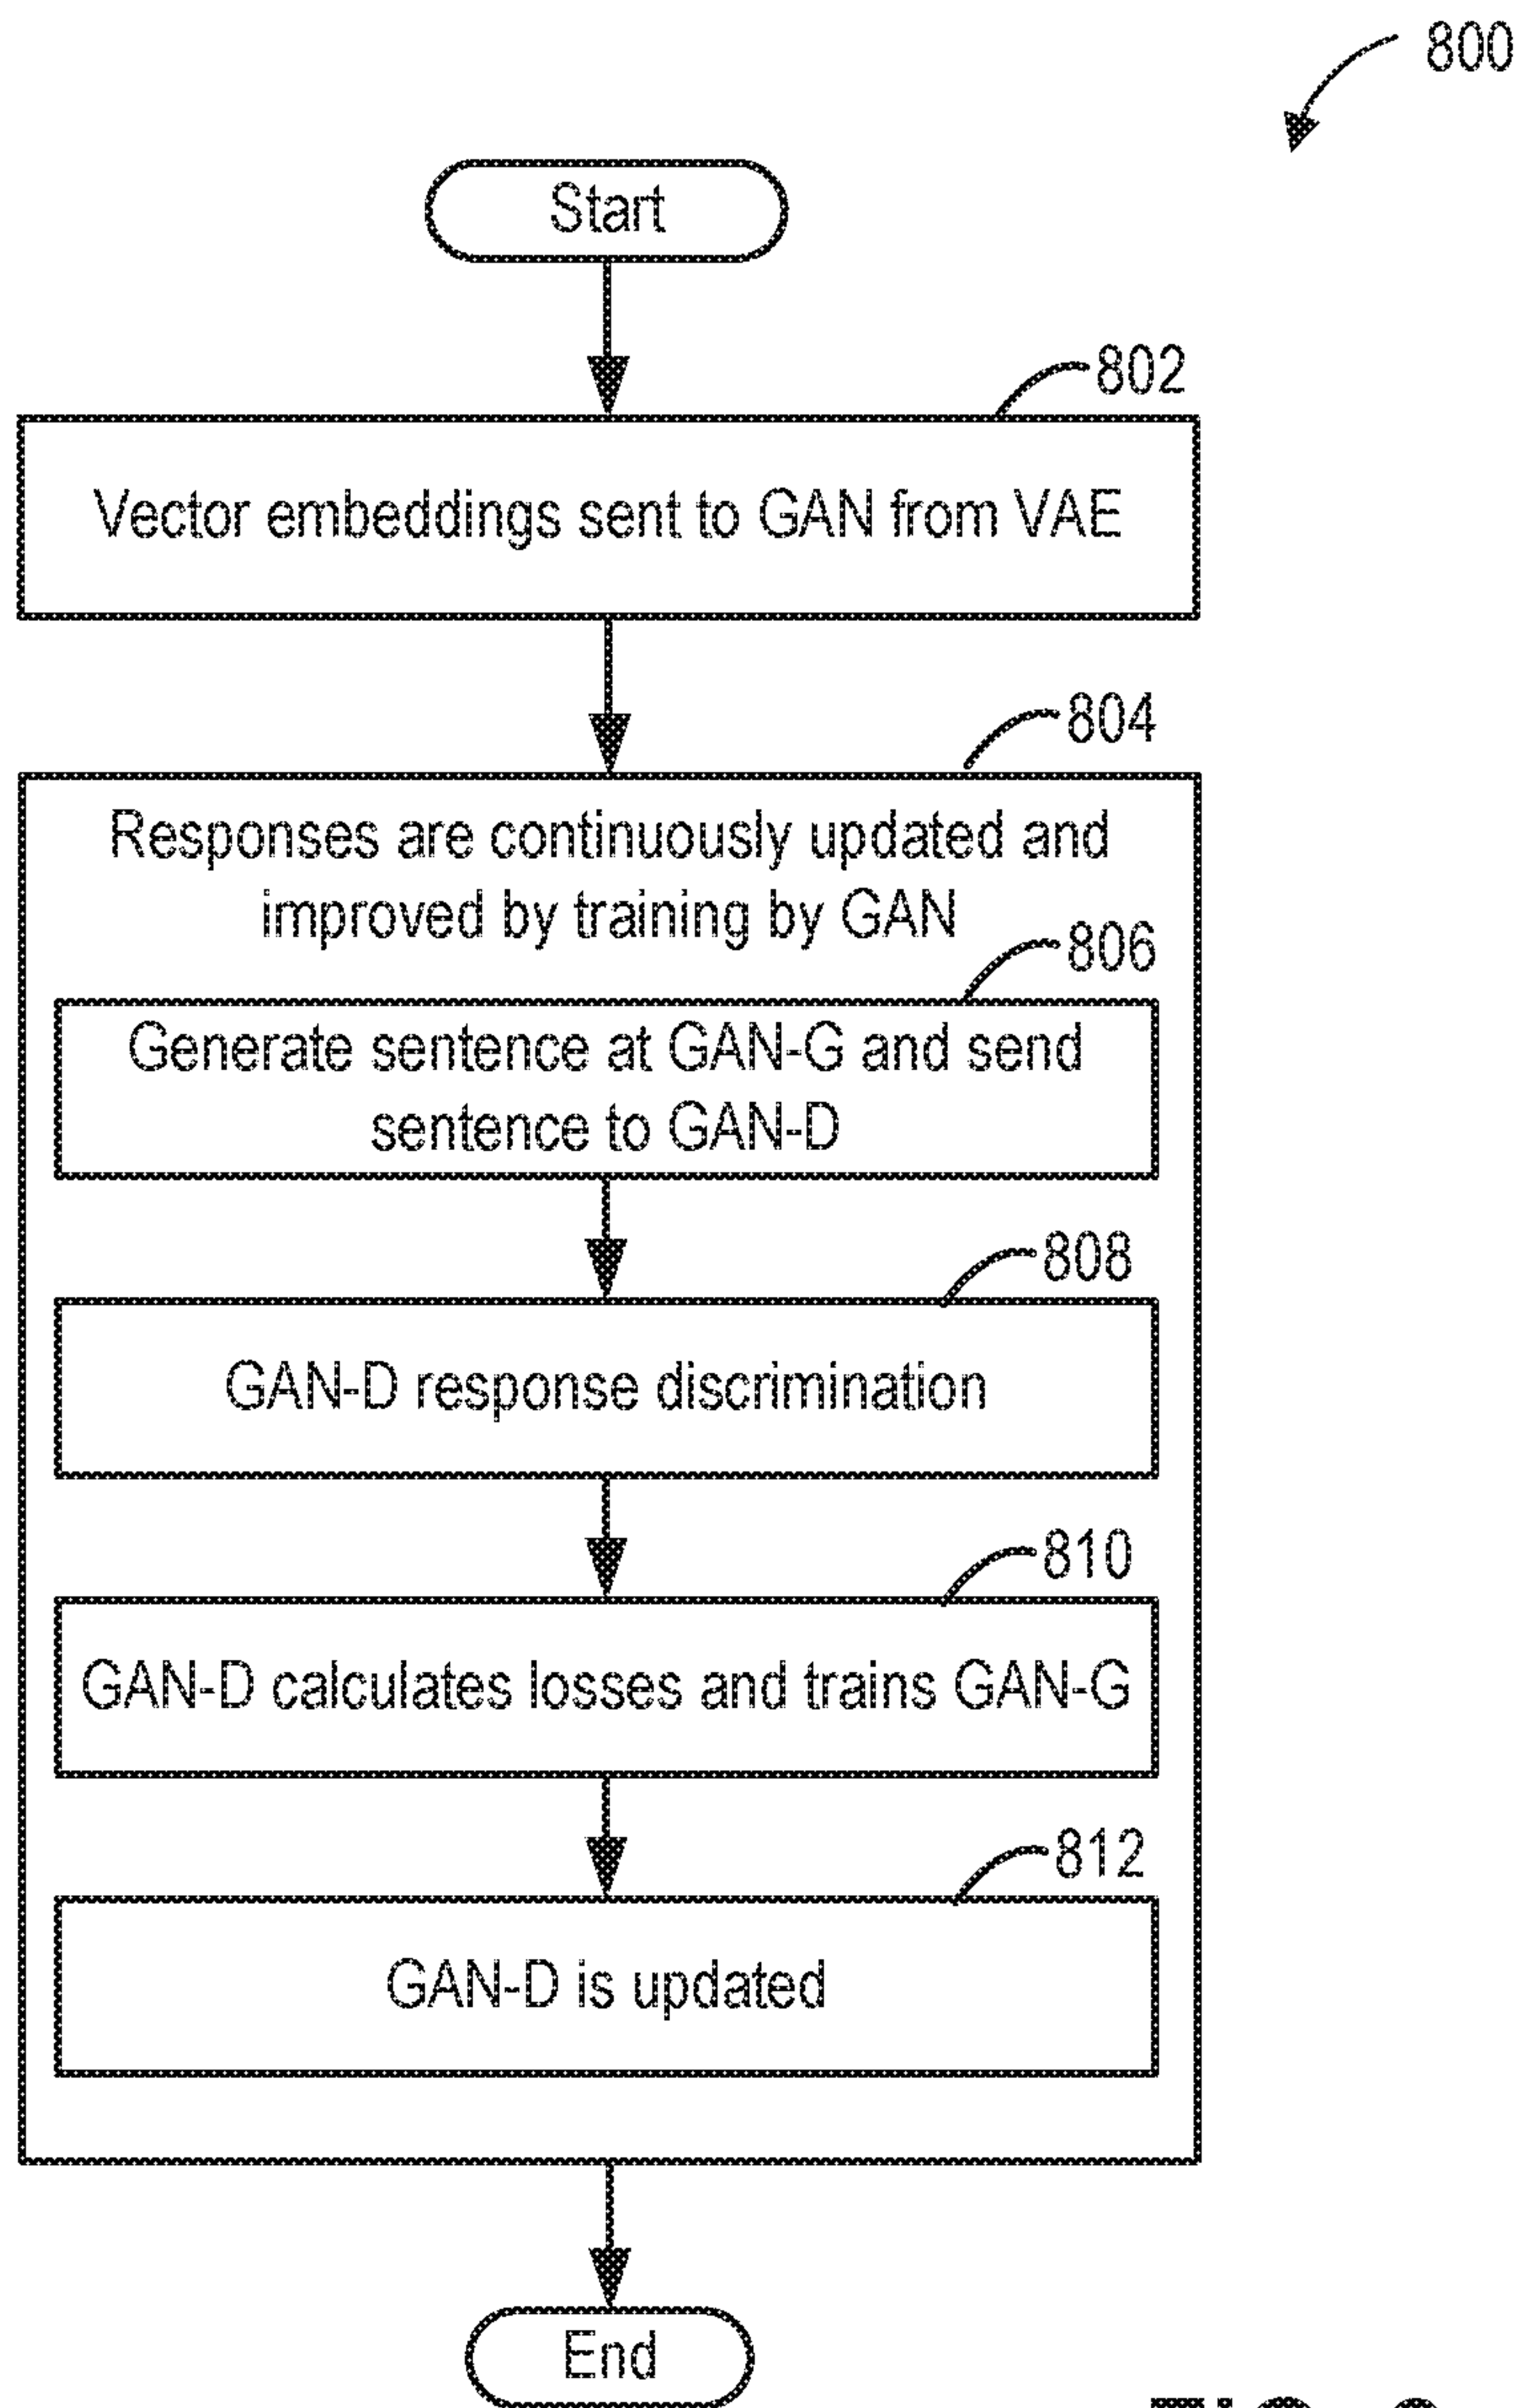 800
Start
802
Vector embeddings sent to GAN from VAE
804
Responses are continuously updated and
improved by training by GAN
806
Generate sentence at GAN-G and send
sentence to GAN-D
808
GAN-D response discrimination
810
GAN-D calculates losses and trains GAN-G
812
GAN-D is updated
End